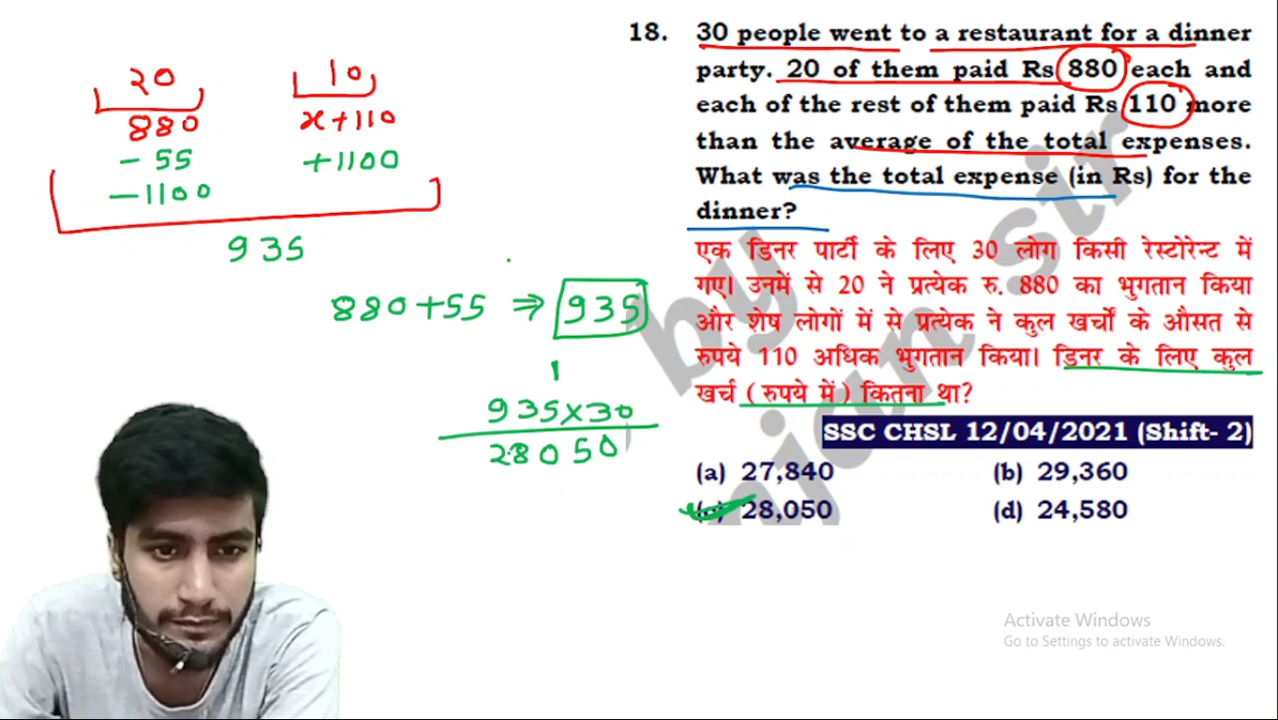 20 10
880 x+110
- 55 +1100
-1100
935
880+55 ⇒ 935
1
935x30
28050
18. 30 people went to a restaurant for a dinner
party. 20 of them paid Rs 880 each and
each of the rest of them paid Rs 110 more
than the average of the total expenses.
What was the total expense (in Rs) for the
dinner?
एक डिनर पार्टी के लिए 30 लोग किसी रेस्टोरेन्ट में
गए। उनमें से 20 ने प्रत्येक रु. 880 का भुगतान किया
और शेष लोगों में से प्रत्येक ने कुल खर्चों के औसत से
रुपये 110 अधिक भुगतान किया। डिनर के लिए कुल
खर्च ( रुपये में ) कितना था?
SSC CHSL 12/04/2021 (Shift- 2)
(a) 27,840 (b) 29,360
(c) 28,050 (d) 24,580
by
sir
Activate Windows
Go to Settings to activate Windows.